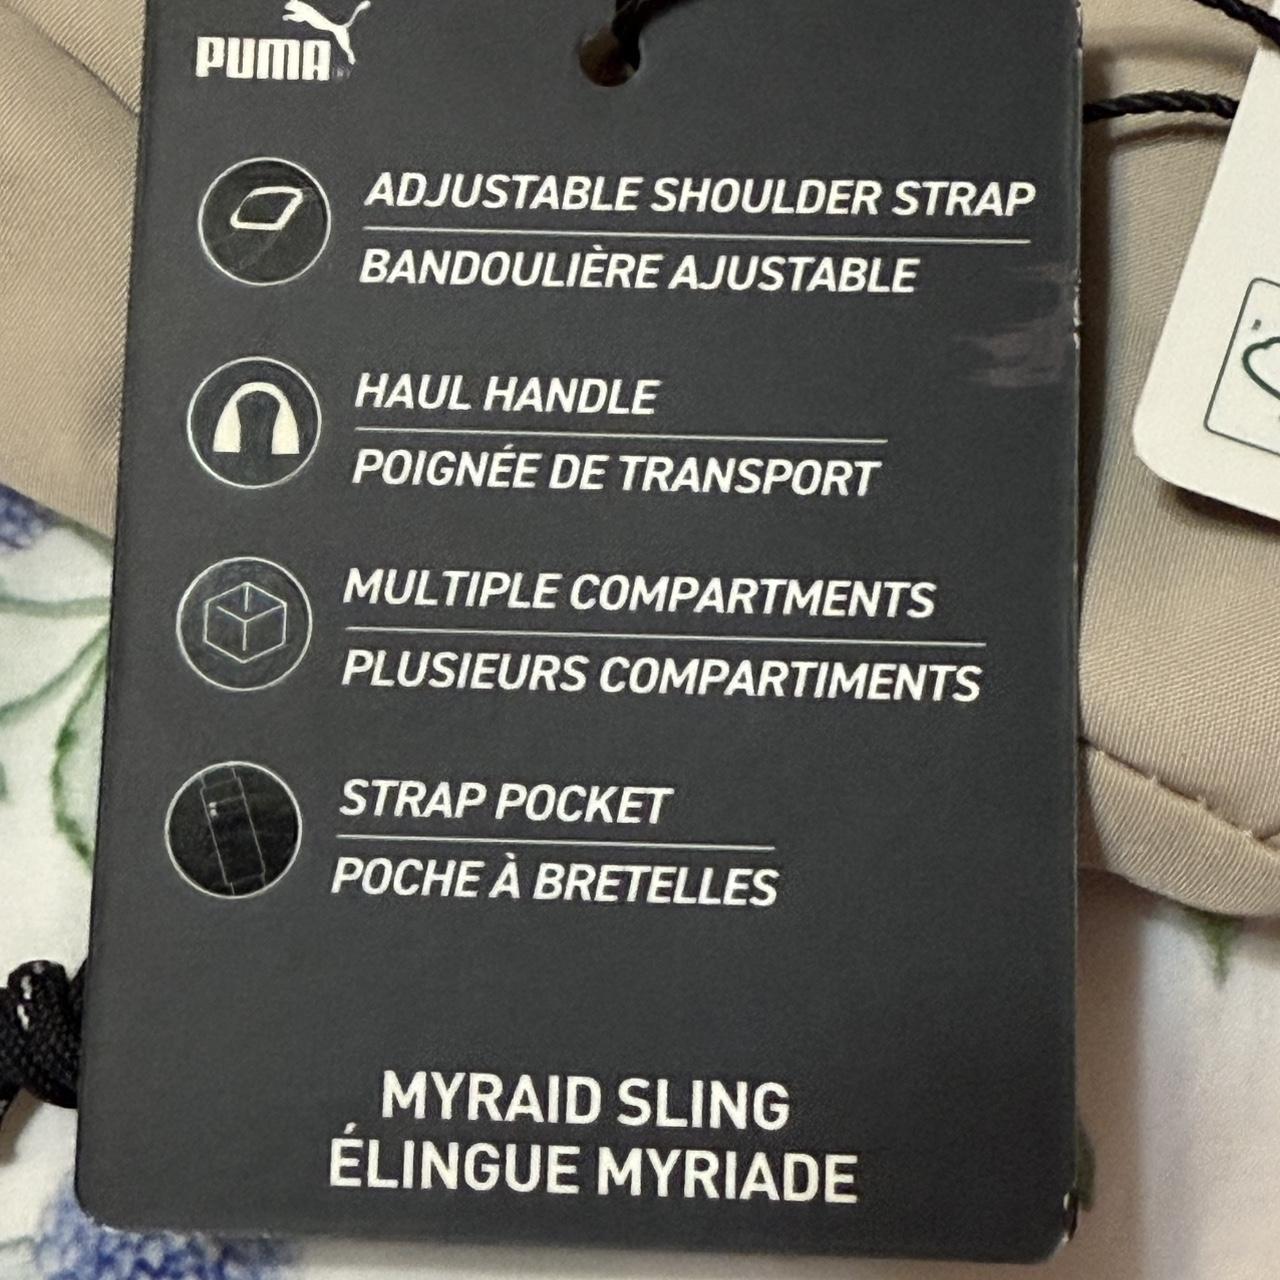 PUMA
ADJUSTABLE SHOULDER STRAP
BANDOULIÈRE AJUSTABLE
HAUL HANDLE
POIGNÉE DE TRANSPORT
MULTIPLE COMPARTMENTS
PLUSIEURS COMPARTIMENTS
STRAP POCKET
POCHE À BRETELLES
MYRAID SLING
ÉLINGUE MYRIADE